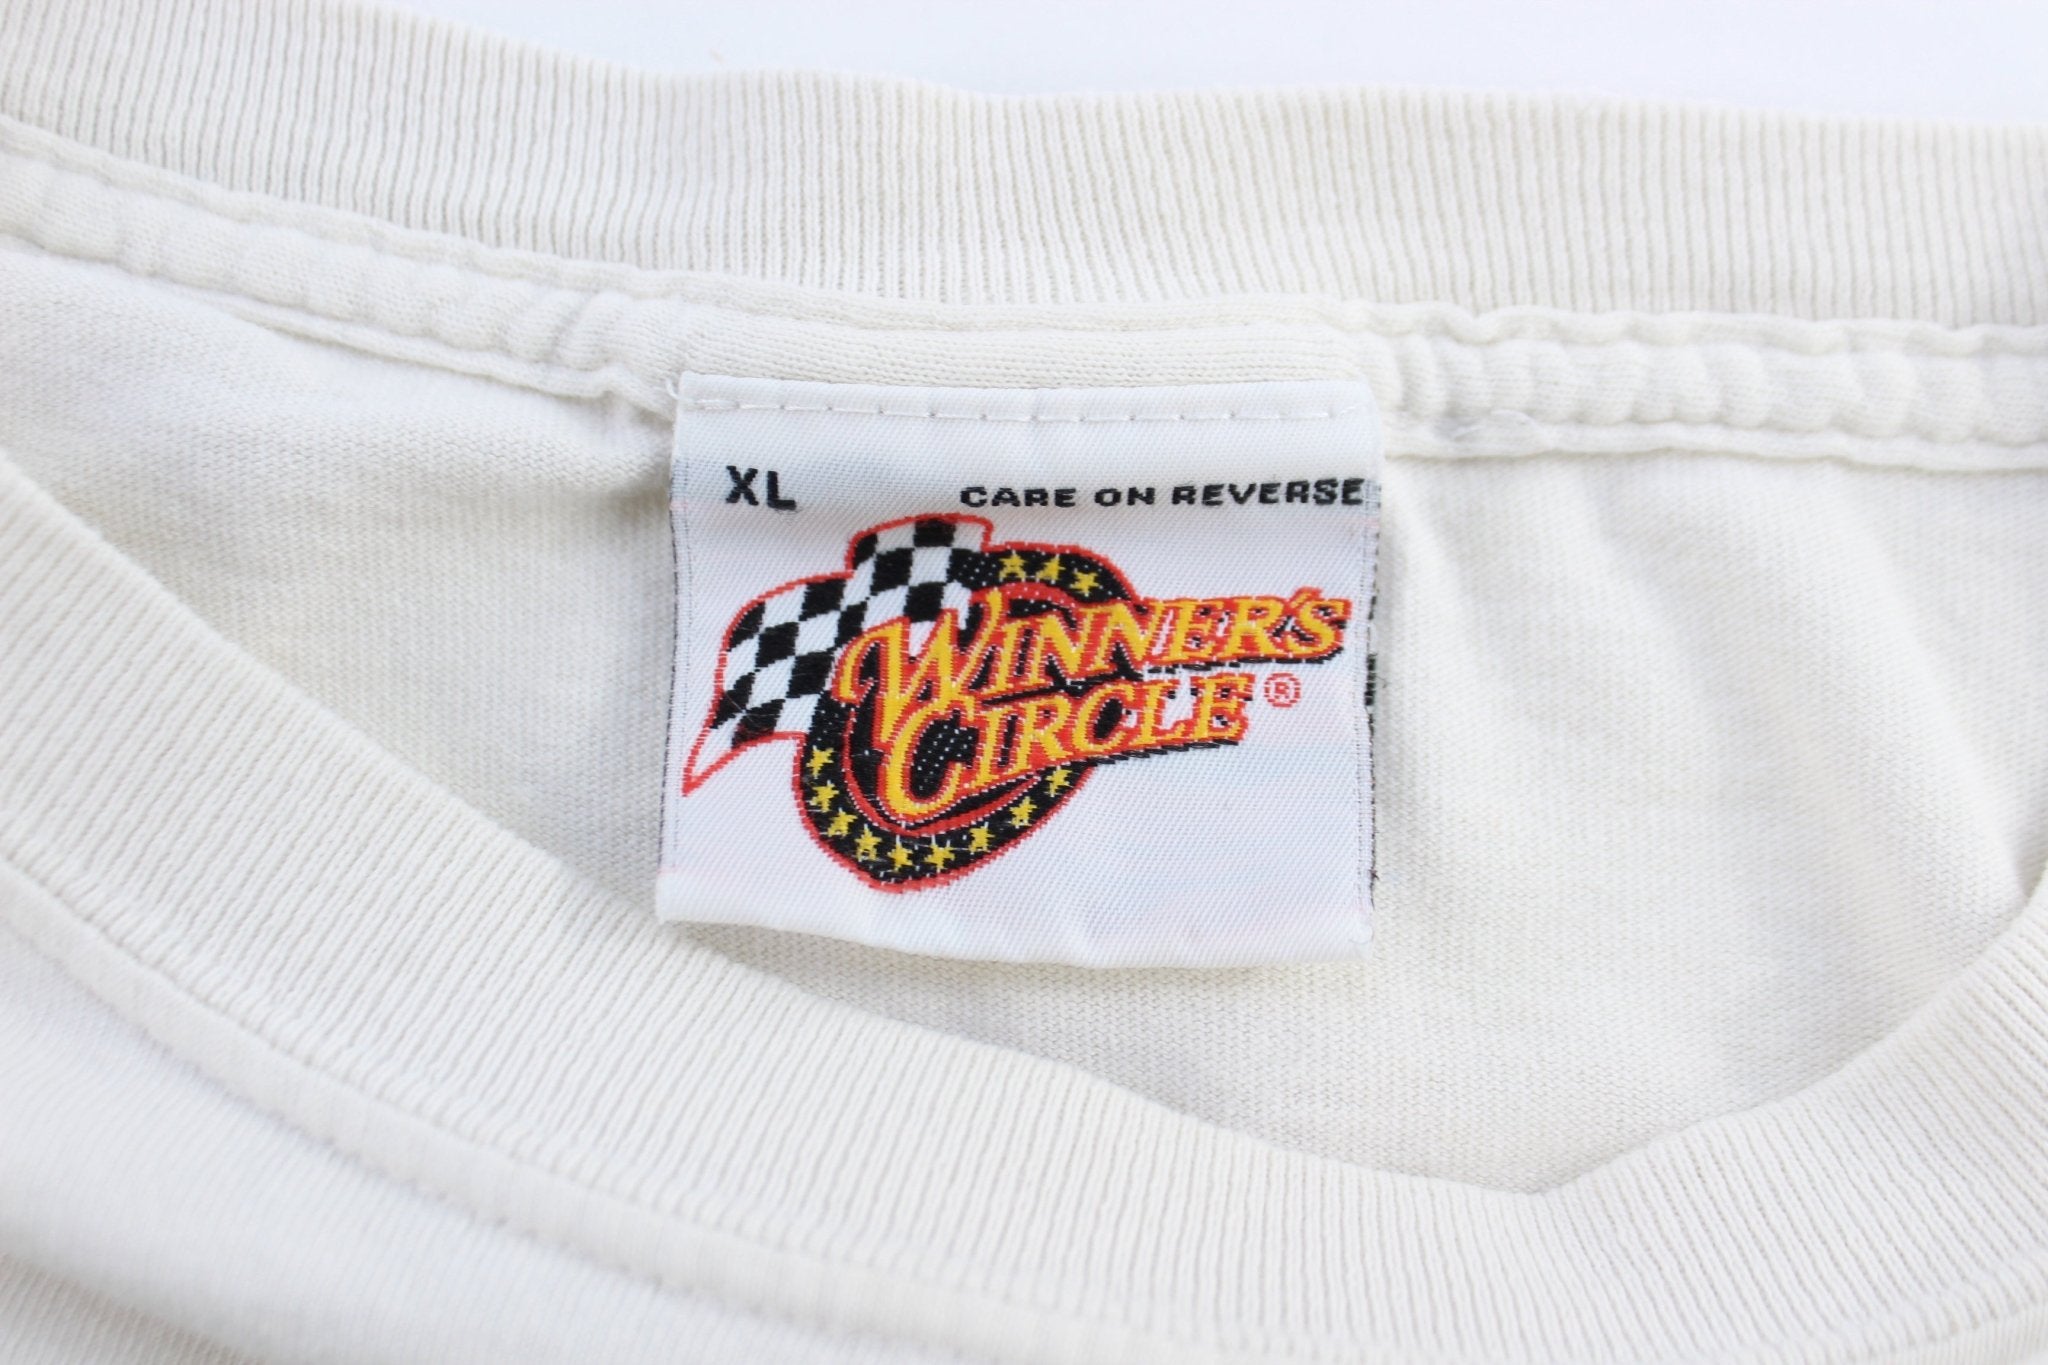 XL CARE ON REVERSE
WINNER'S
CIRCLE ®